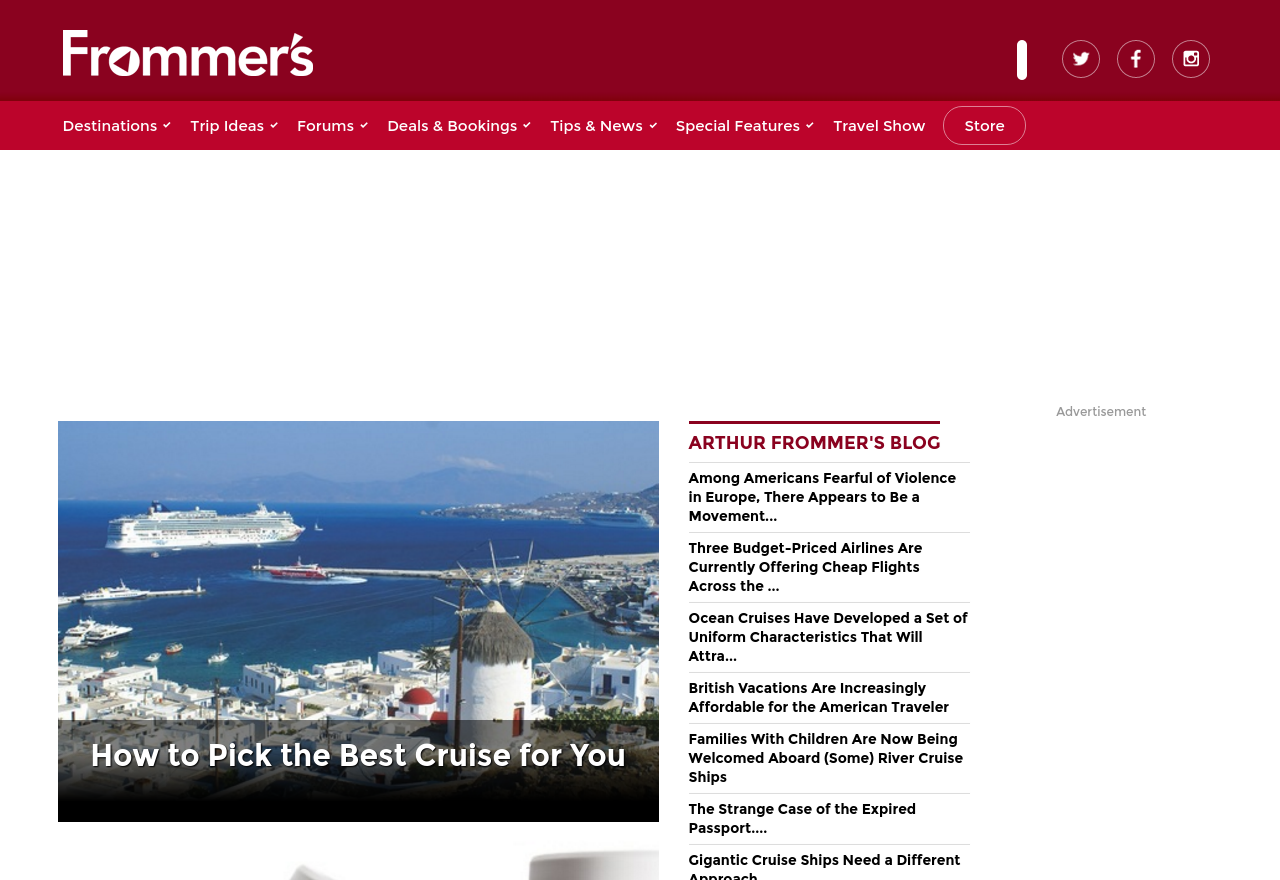 Frommer's
Destinations
Trip Ideas
Forums
Deals & Bookings
Tips & News
Special Features
Travel Show
Store
Advertisement
How to Pick the Best Cruise for You
ARTHUR FROMMER'S BLOG
Among Americans Fearful of Violence
in Europe, There Appears to Be a
Movement...
Three Budget-Priced Airlines Are
Currently Offering Cheap Flights
Across the ...
Ocean Cruises Have Developed a Set of
Uniform Characteristics That Will
Attra...
British Vacations Are Increasingly
Affordable for the American Traveler
Families With Children Are Now Being
Welcomed Aboard (Some) River Cruise
Ships
The Strange Case of the Expired
Passport....
Gigantic Cruise Ships Need a Different
Approach